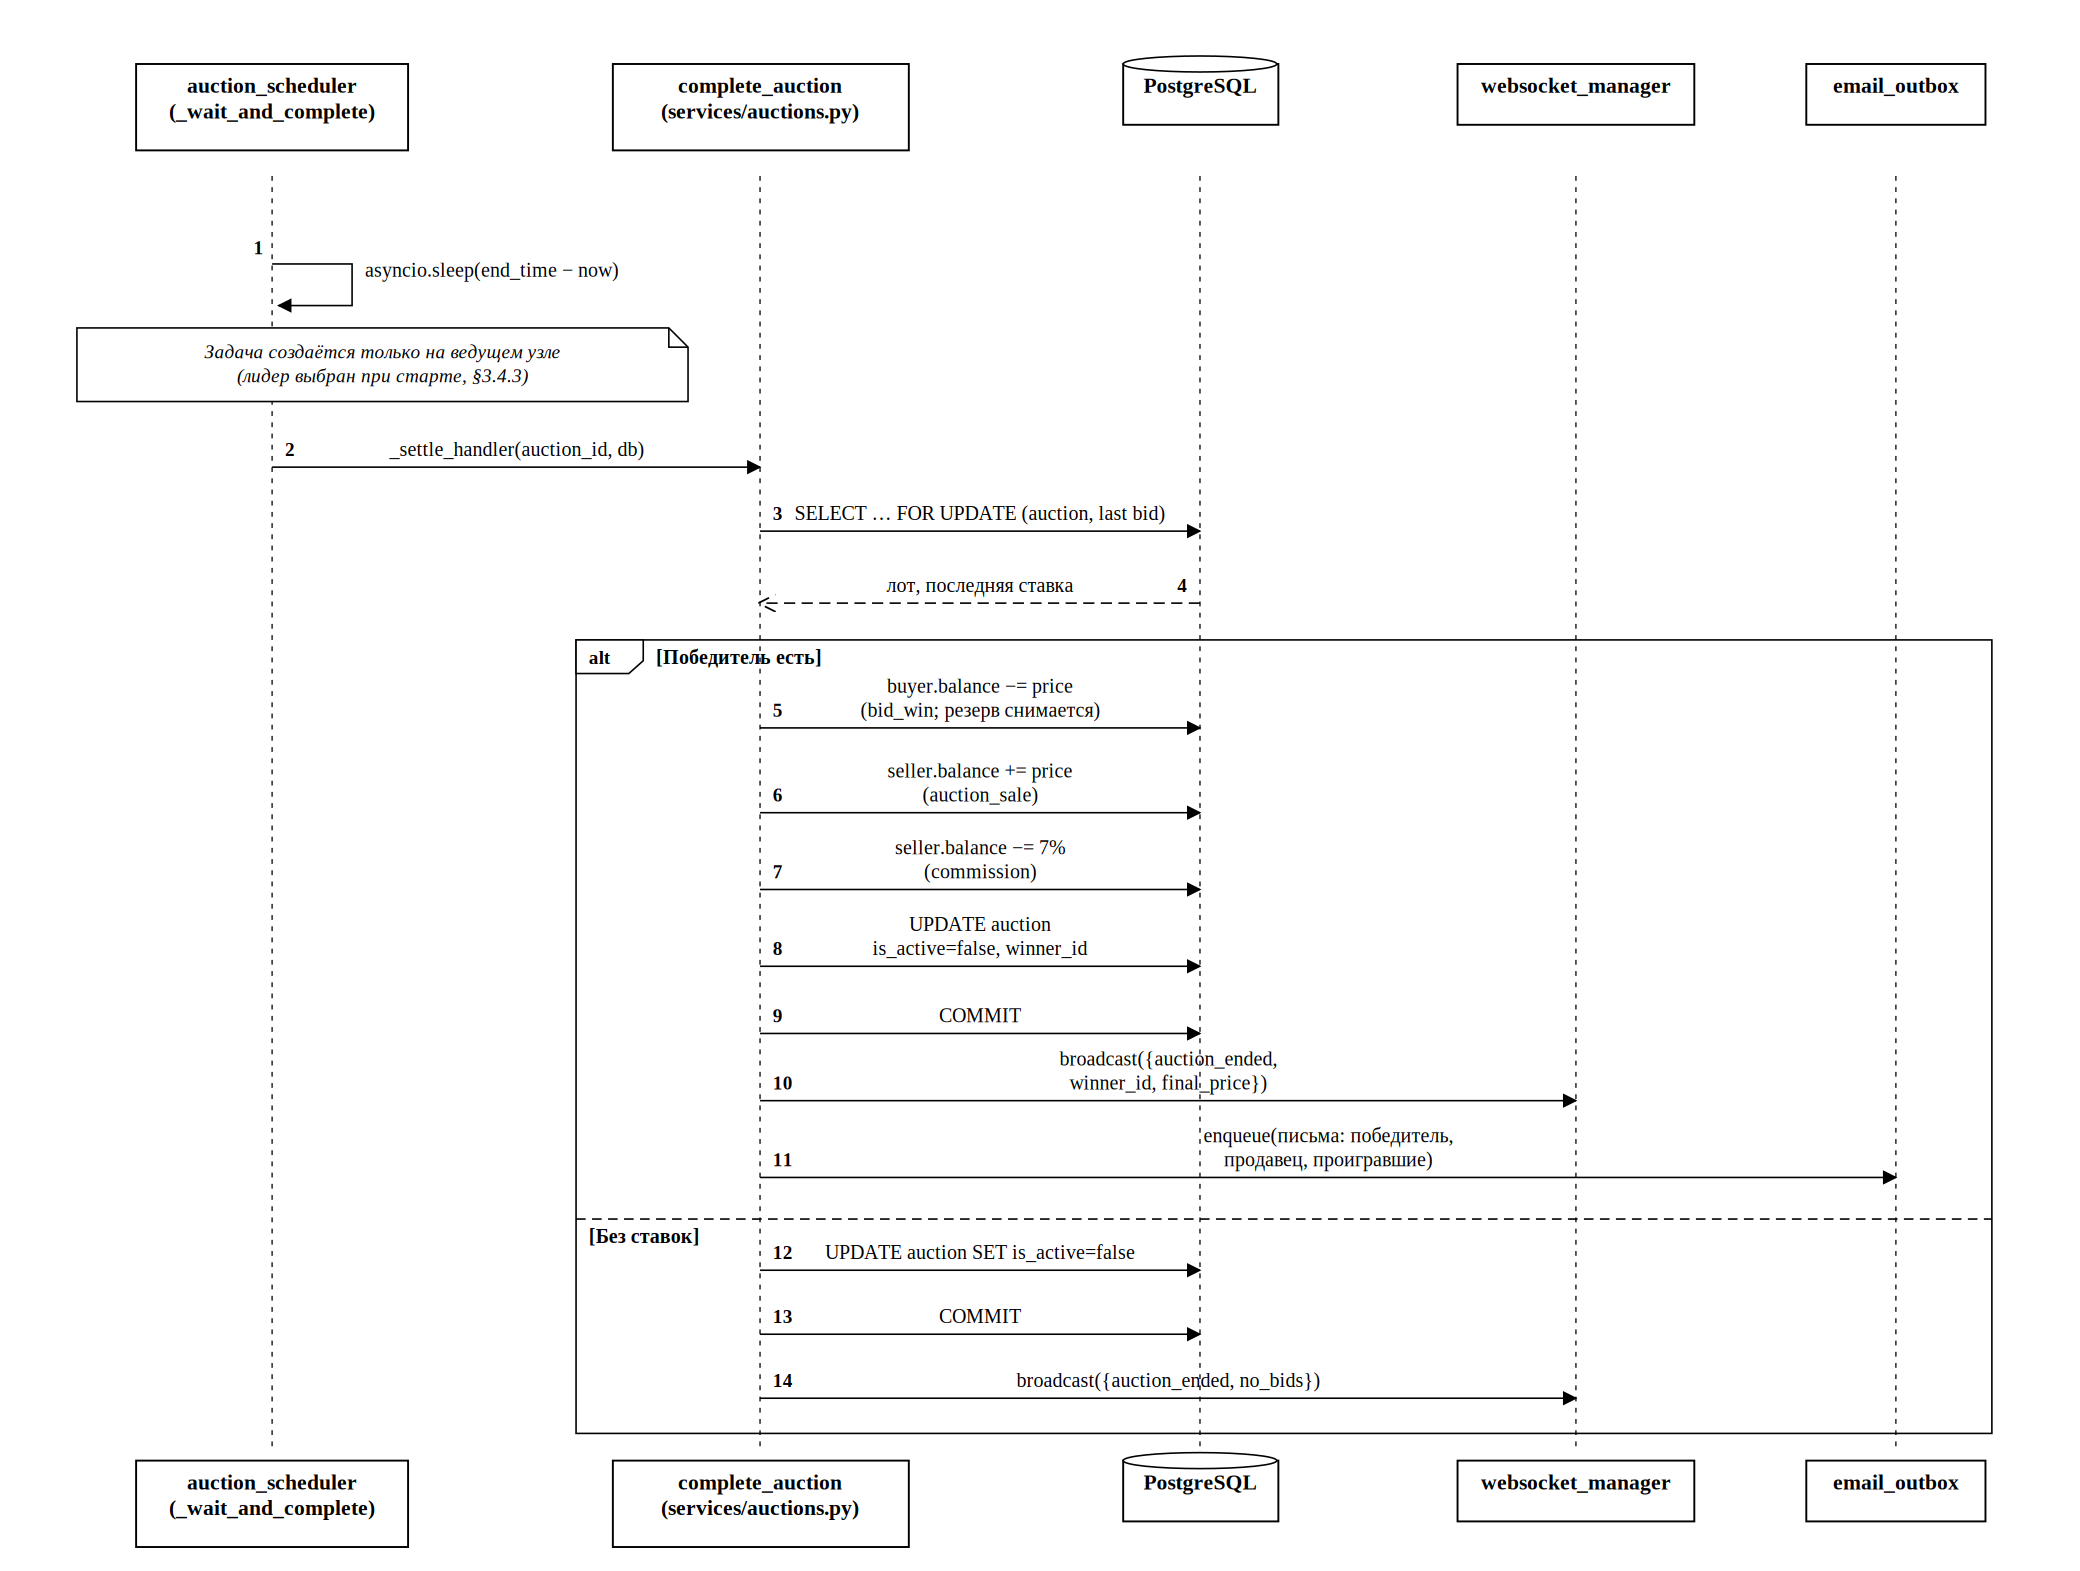 auction_scheduler
(_wait_and_complete)
complete_auction
(services/auctions.py)
PostgreSQL
websocket_manager
email_outbox
1
asyncio.sleep(end_time − now)
Задача создаётся только на ведущем узле
(лидер выбран при старте, §3.4.3)
2 _settle_handler(auction_id, db)
3 SELECT … FOR UPDATE (auction, last bid)
лот, последняя ставка 4
alt [Победитель есть]
buyer.balance −= price
5 (bid_win; резерв снимается)
seller.balance += price
6 (auction_sale)
seller.balance −= 7%
7 (commission)
UPDATE auction
8 is_active=false, winner_id
9 COMMIT
broadcast({auction_ended,
10 winner_id, final_price})
enqueue(письма: победитель,
11 продавец, проигравшие)
[Без ставок]
12 UPDATE auction SET is_active=false
13 COMMIT
14 broadcast({auction_ended, no_bids})
auction_scheduler
(_wait_and_complete)
complete_auction
(services/auctions.py)
PostgreSQL
websocket_manager
email_outbox